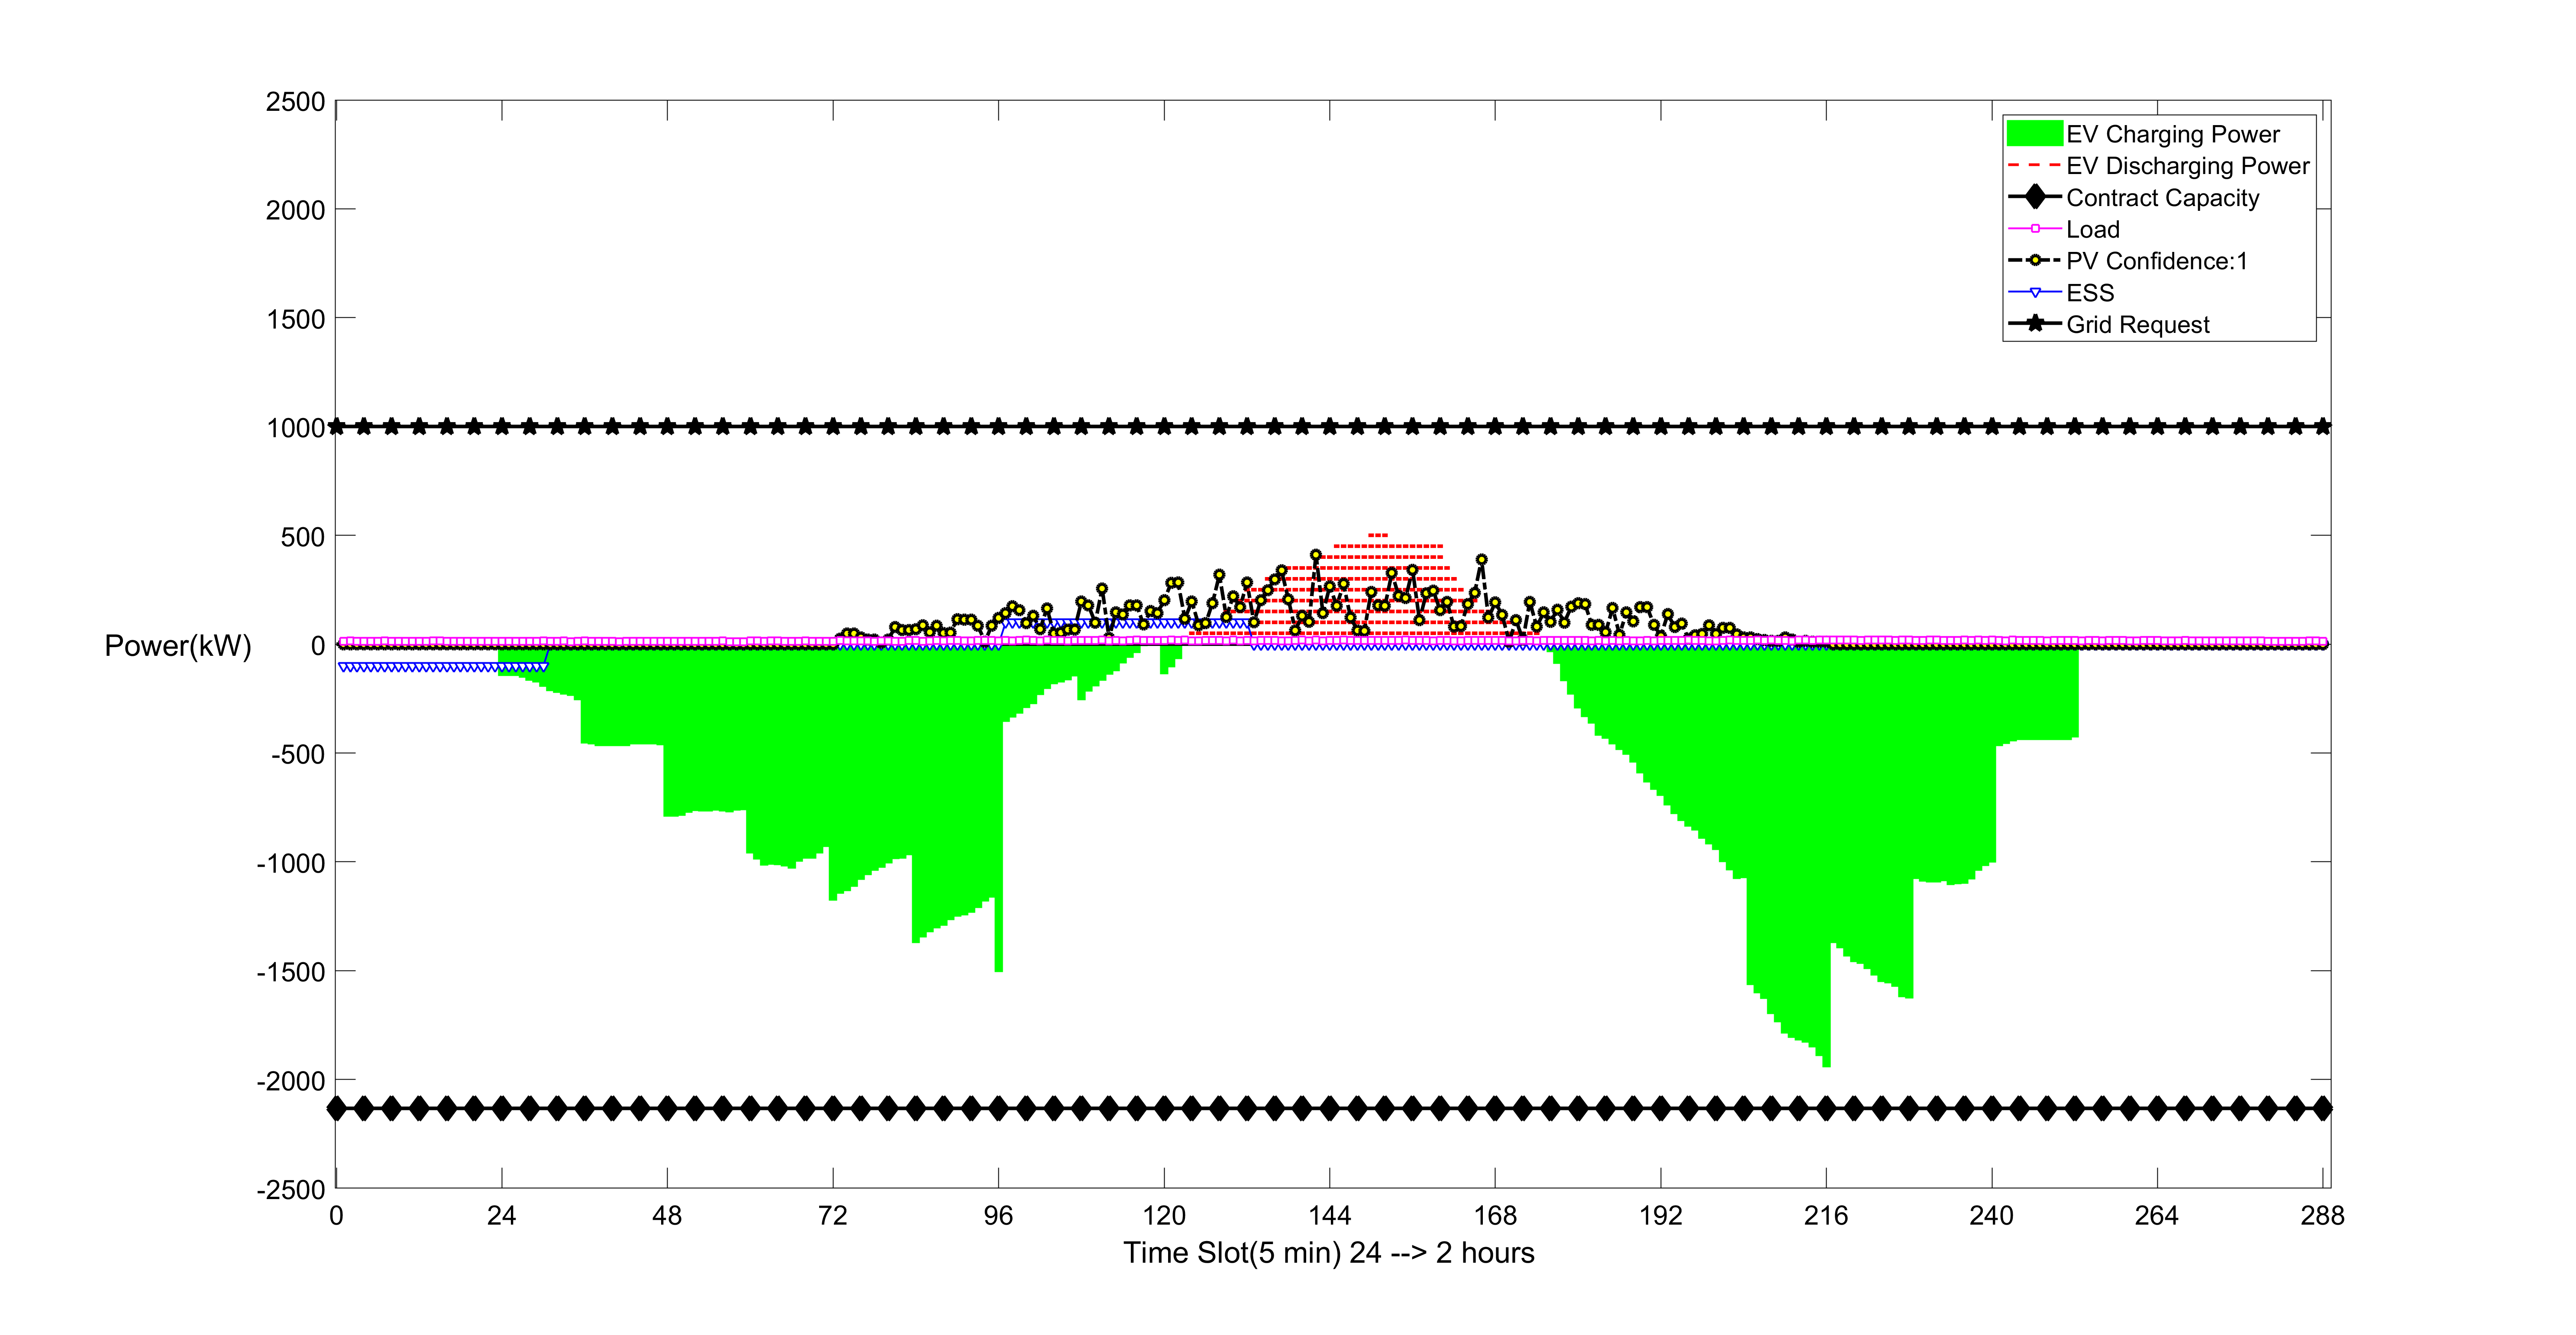 2500
2000
1500
1000
500
0
-500
-1000
-1500
-2000
-2500
Power(kW)
EV Charging Power
EV Discharging Power
Contract Capacity
Load
PV Confidence:1
ESS
Grid Request
0 24 48 72 96 120 144 168 192 216 240 264 288
Time Slot(5 min) 24 --> 2 hours